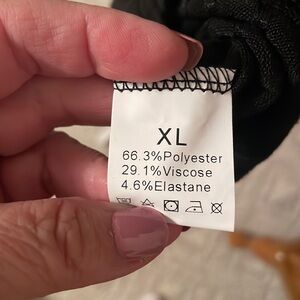 XL
66.3%Polyester
29.1%Viscose
4.6%Elastane